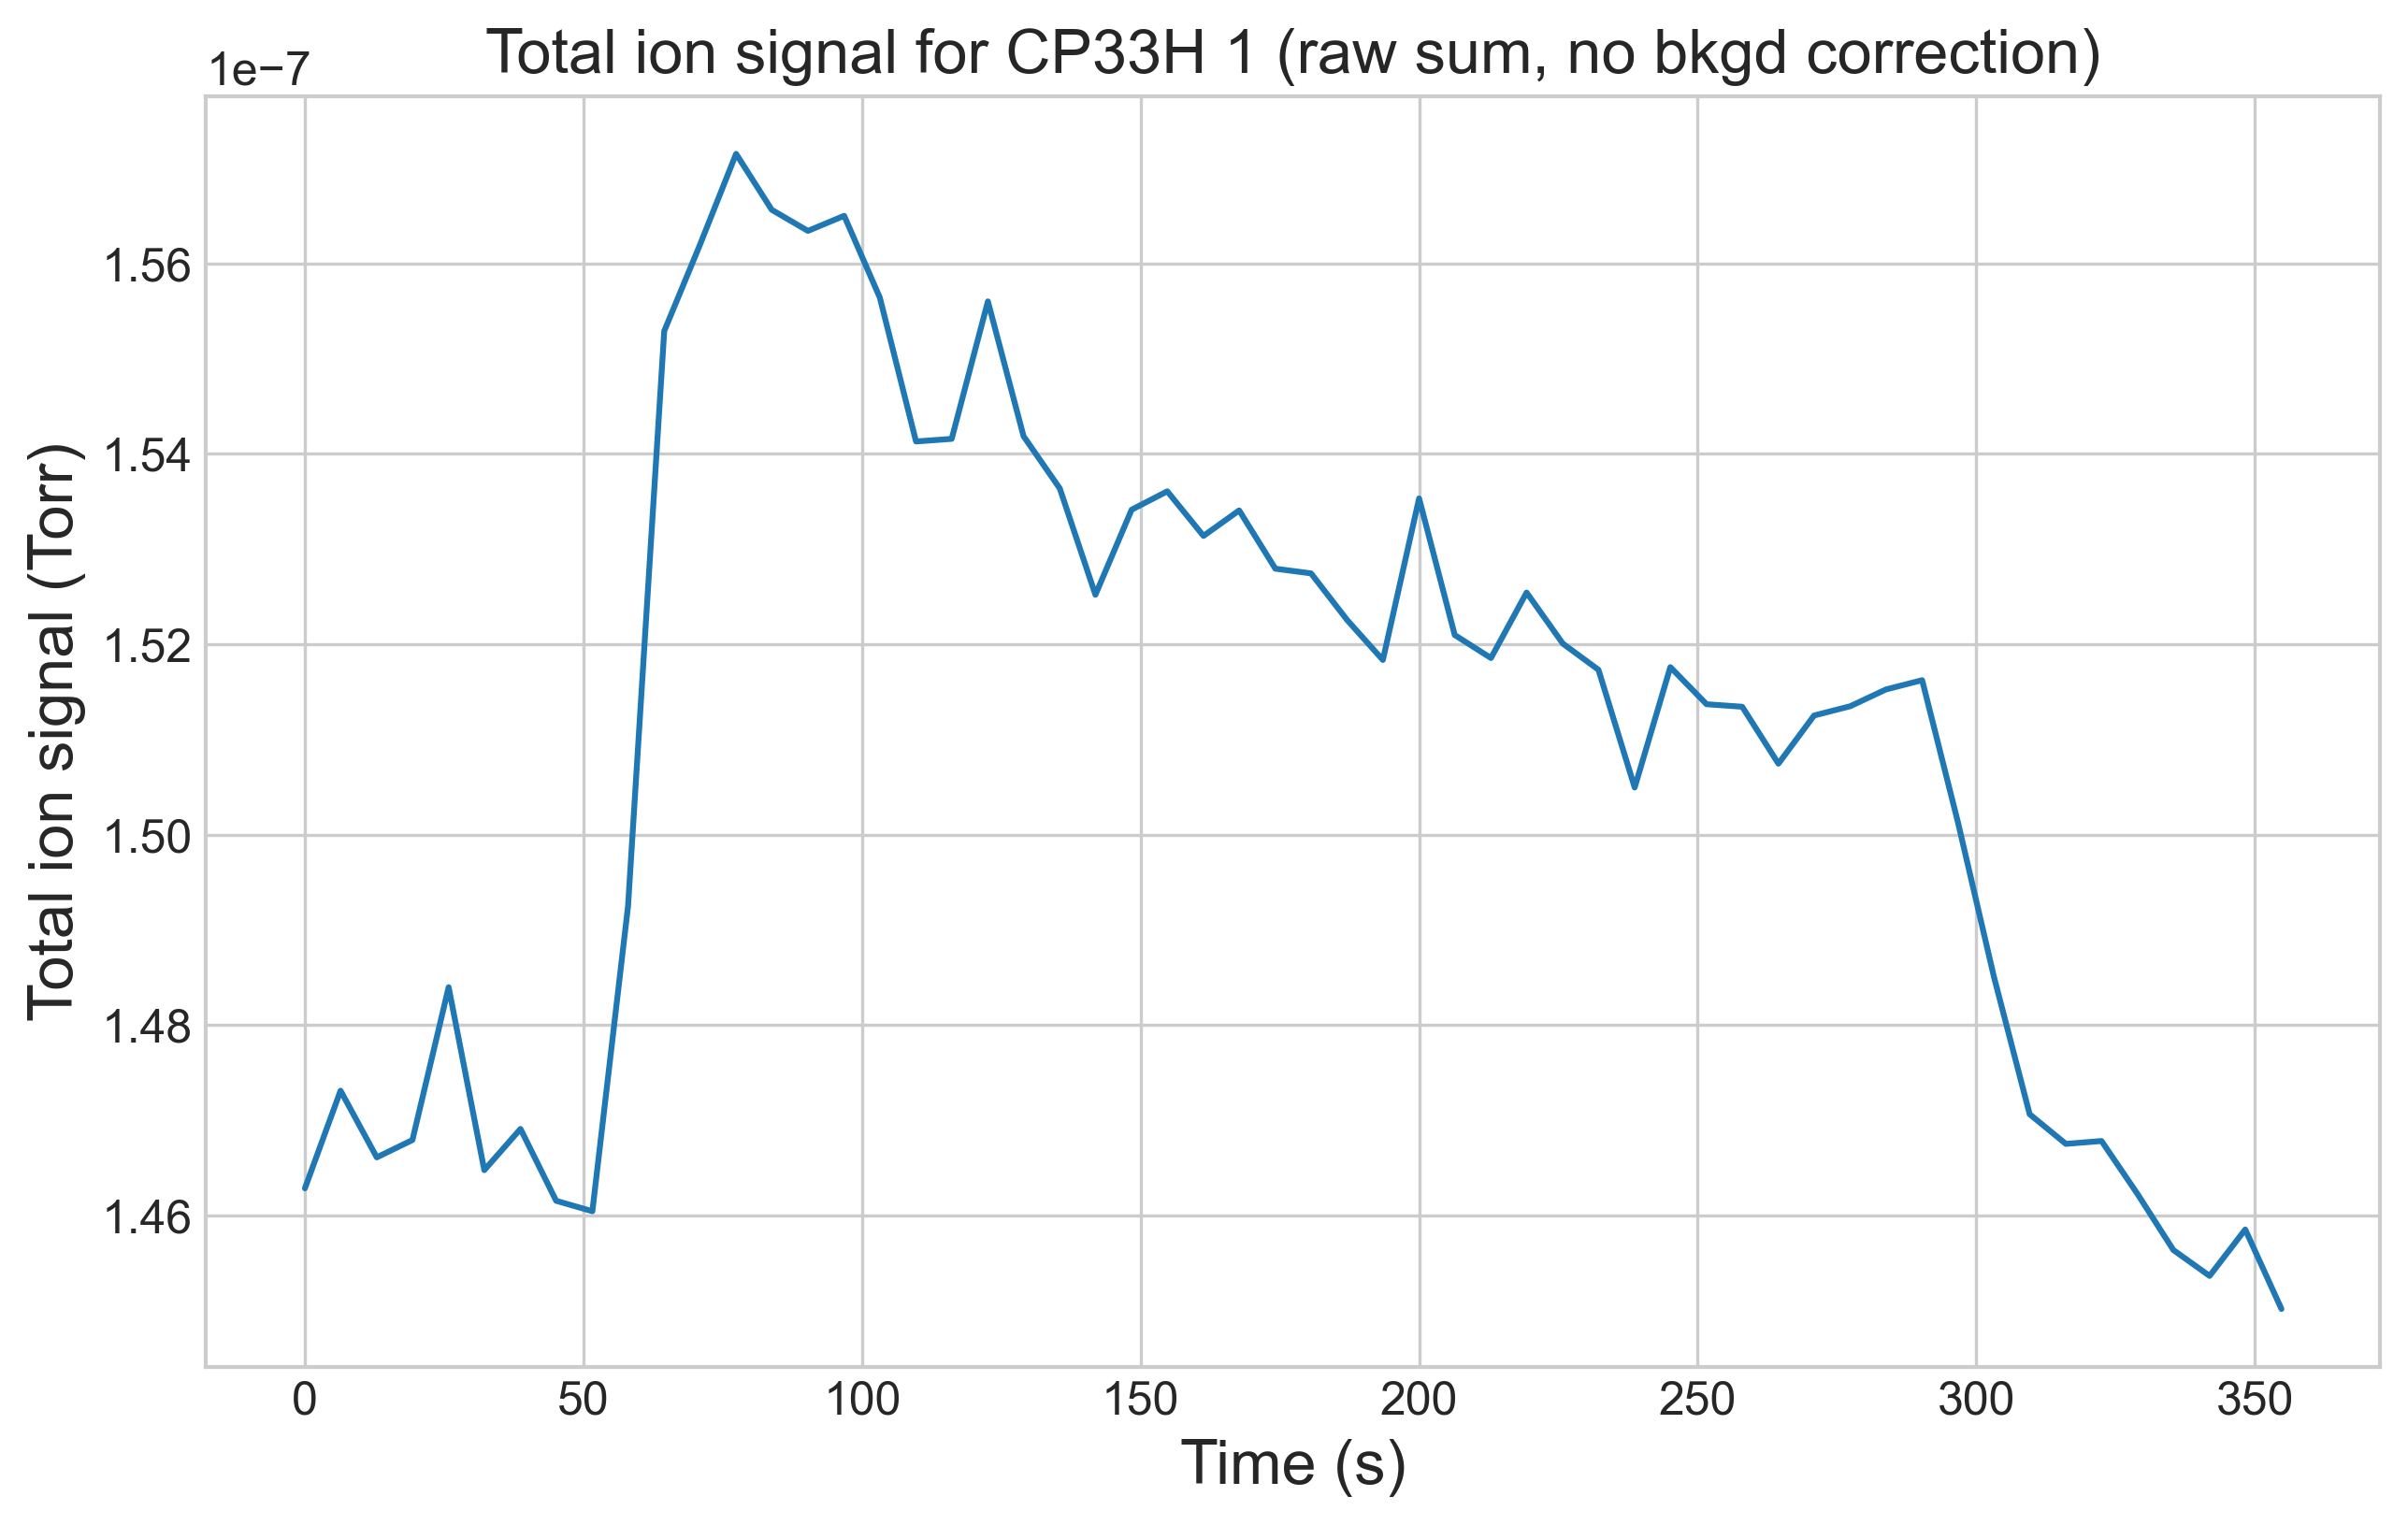 Total ion signal for CP33H 1 (raw sum, no bkgd correction)
1e−7
1.56
1.54
1.52
1.50
1.48
1.46
Total ion signal (Torr)
0 50 100 150 200 250 300 350
Time (s)